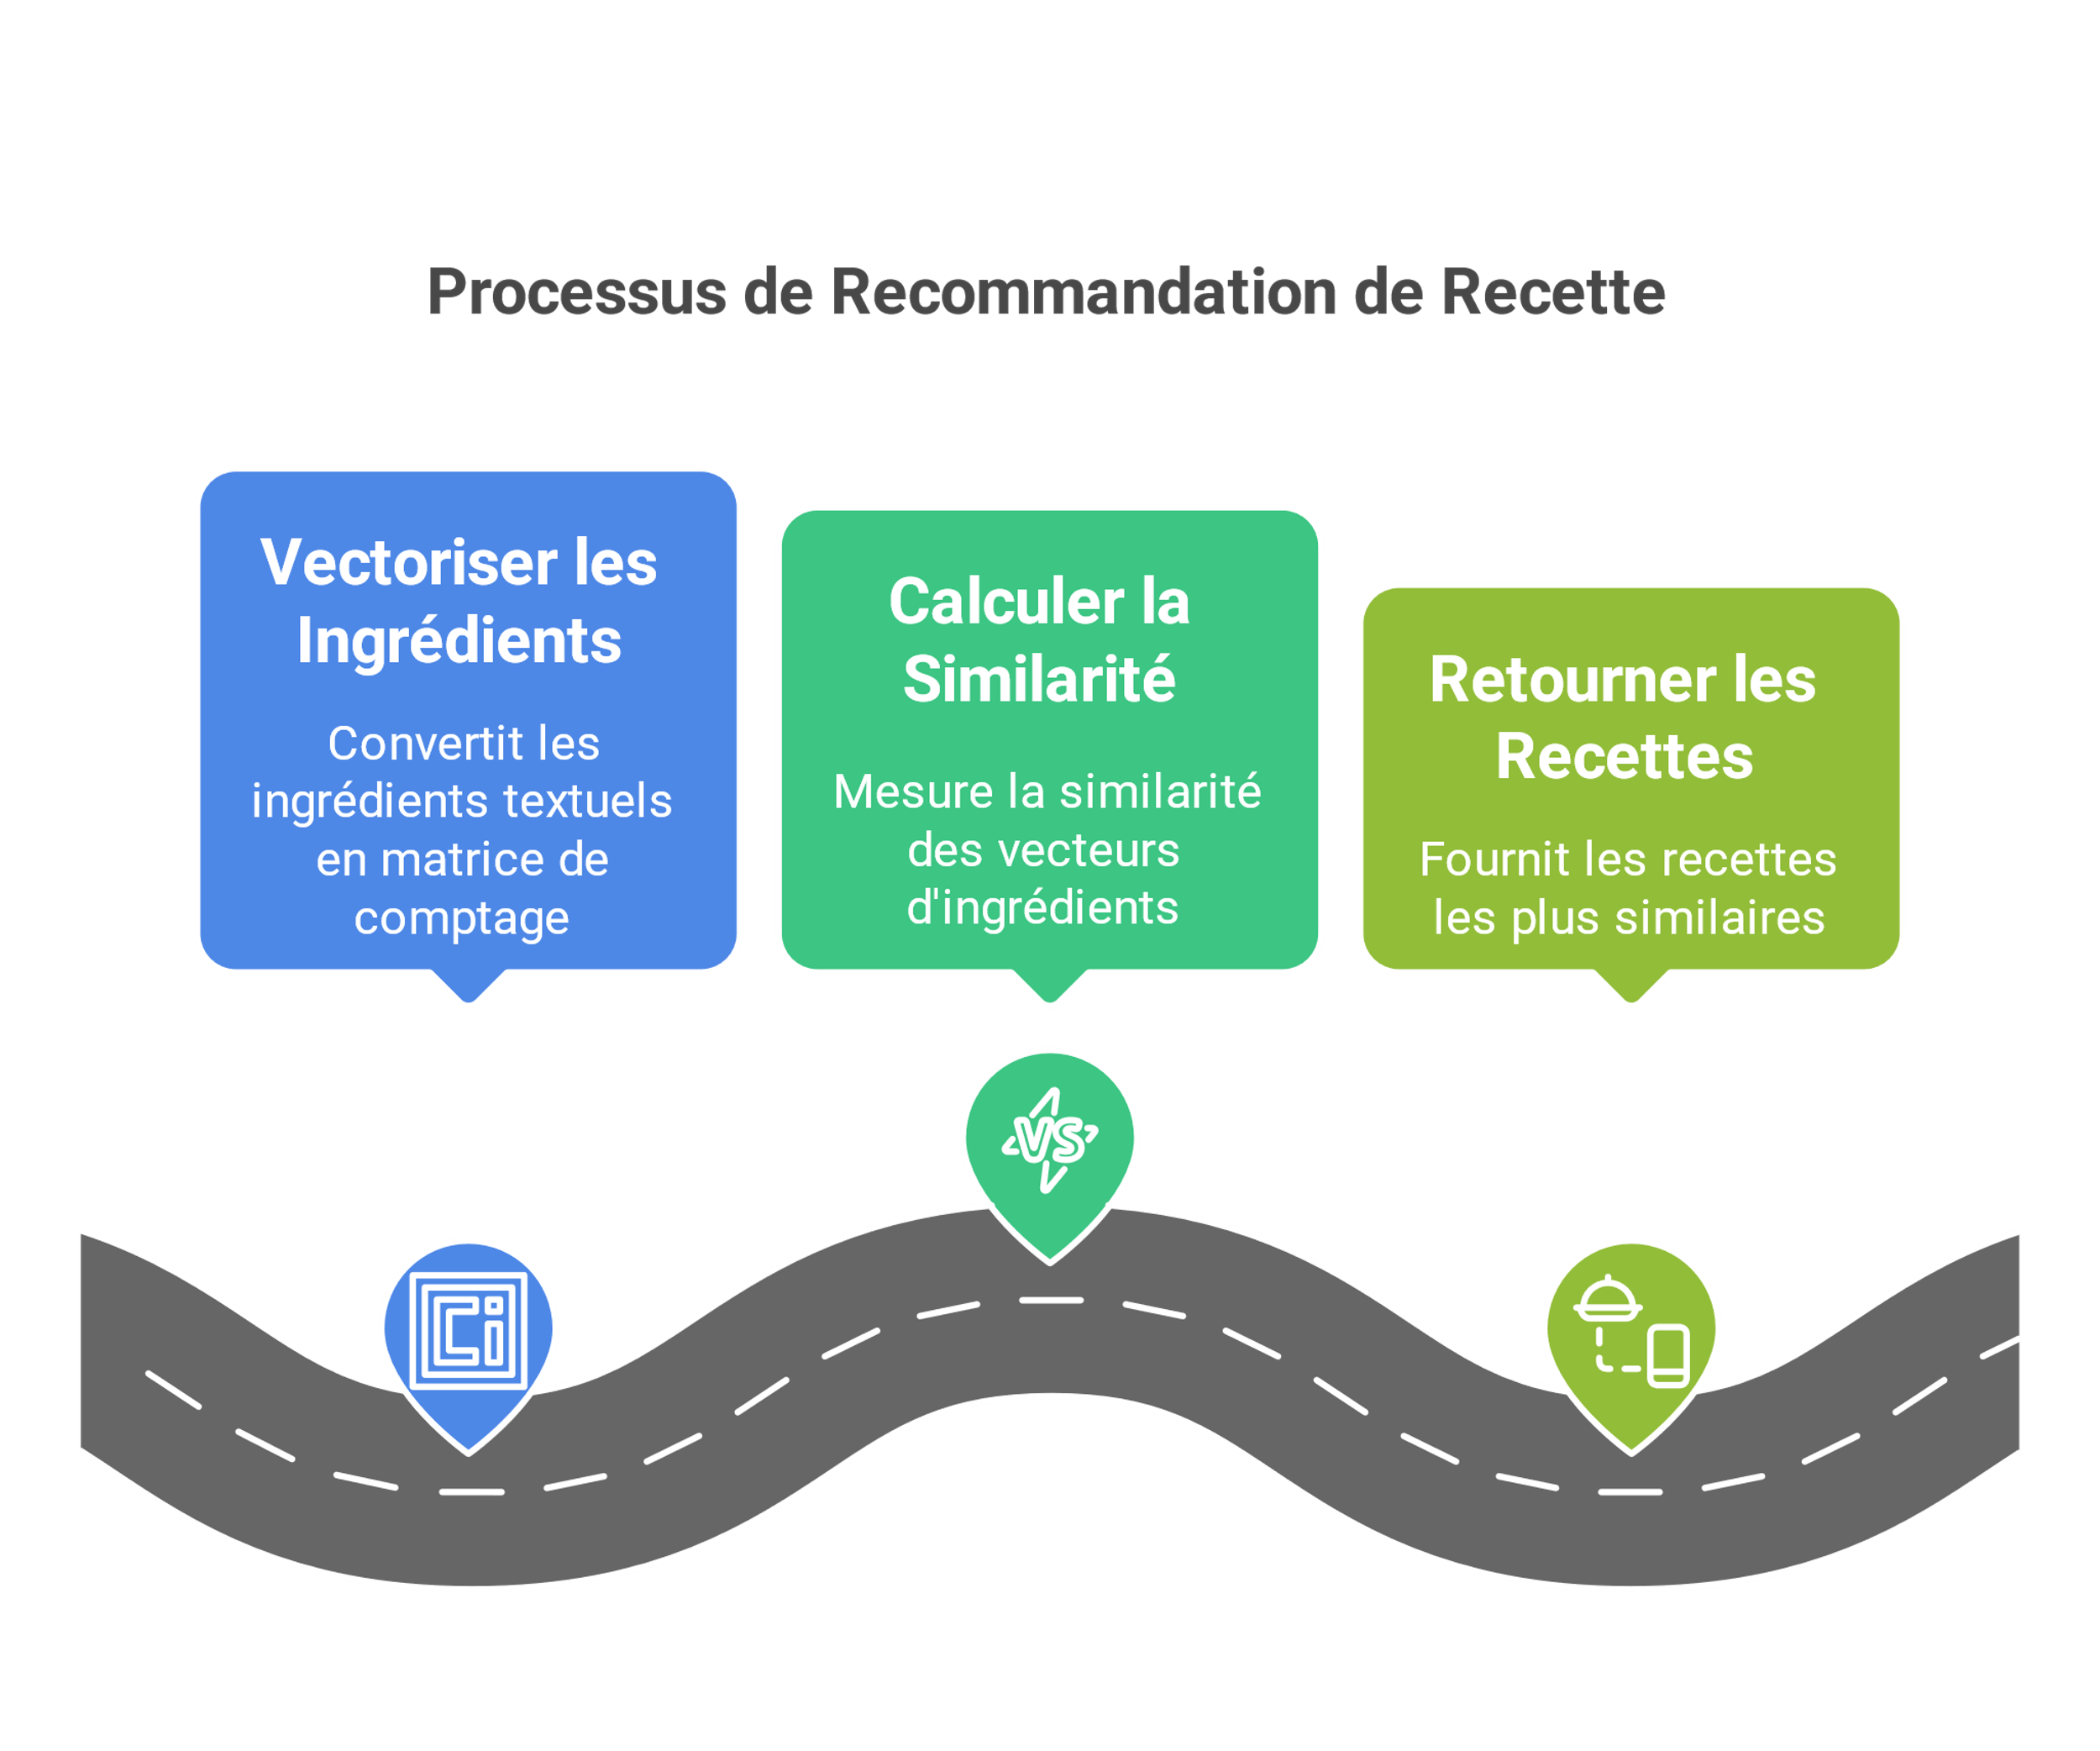 Processus de Recommandation de Recette
Vectoriser les
Ingrédients
Convertit les
ingrédients textuels
en matrice de
comptage
Calculer la
Similarité
Mesure la similarité
des vecteurs
d'ingrédients
Retourner les
Recettes
Fournit les recettes
les plus similaires
VS